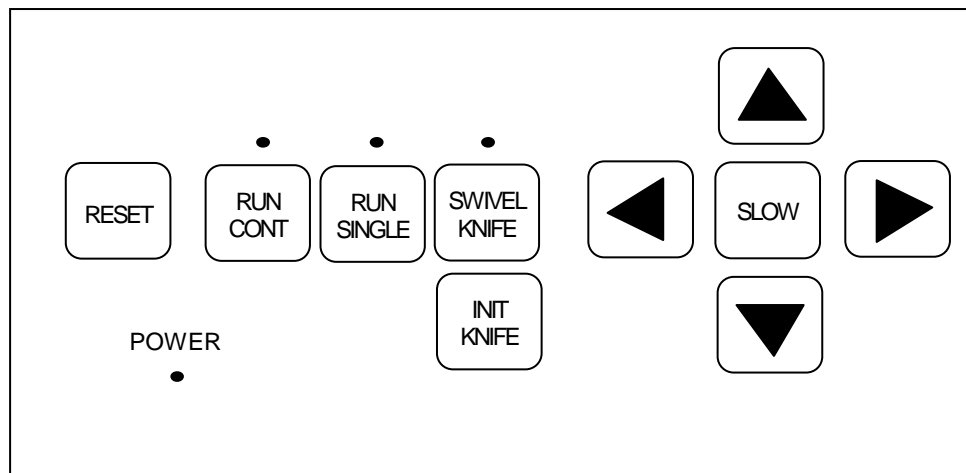 RESET
RUN
CONT
RUN
SINGLE
SWIVEL
KNIFE
SLOW
INIT
KNIFE
POWER